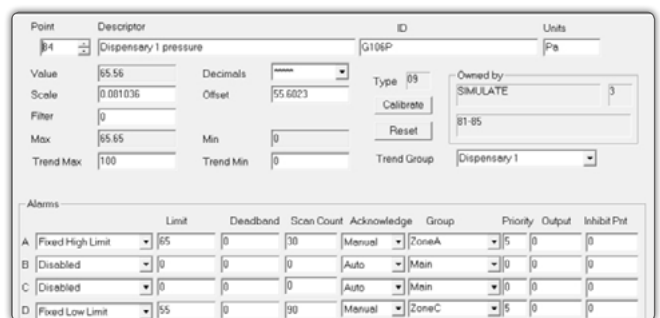 Point Descriptor ID Units
84 Dispensary 1 pressure G106P Pa
Value 65.56 Decimals ^^^.^^ Type 09 Owned by
Scale 0.001036 Offset 55.6023 Calibrate SIMULATE 3
Filter 0 Reset 81-85
Max 65.65 Min 0
Trend Max 100 Trend Min 0 Trend Group Dispensary 1
Alarms
Limit Deadband Scan Count Acknowledge Group Priority Output Inhibit Pnt
A Fixed High Limit 65 0 30 Manual ZoneA 5 0 0
B Disabled 0 0 0 Auto Main 0 0 0
C Disabled 0 0 0 Auto Main 0 0 0
D Fixed Low Limit 55 0 90 Manual ZoneC 5 0 0